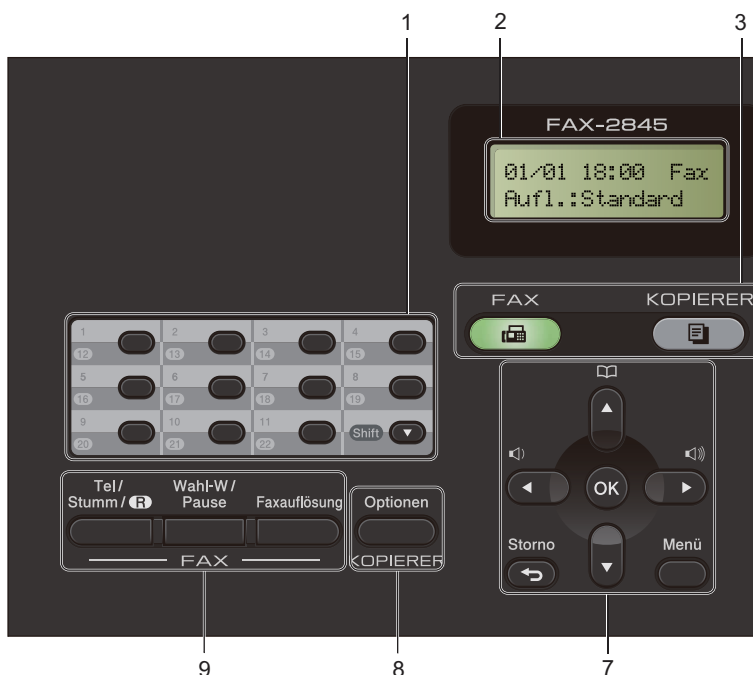 1 2 3
FAX-2845
01/01 18:00 Fax
Aufl.:Standard
FAX KOPIERER
1 2 3 4
12 13 14 15
5 6 7 8
16 17 18 19
9 10 11
20 21 22 Shift
OK
Tel/ Stumm/R
Wahl-W/ Pause
Faxauflösung
Optionen
FAX
KOPIERER
Storno Menü
9 8 7